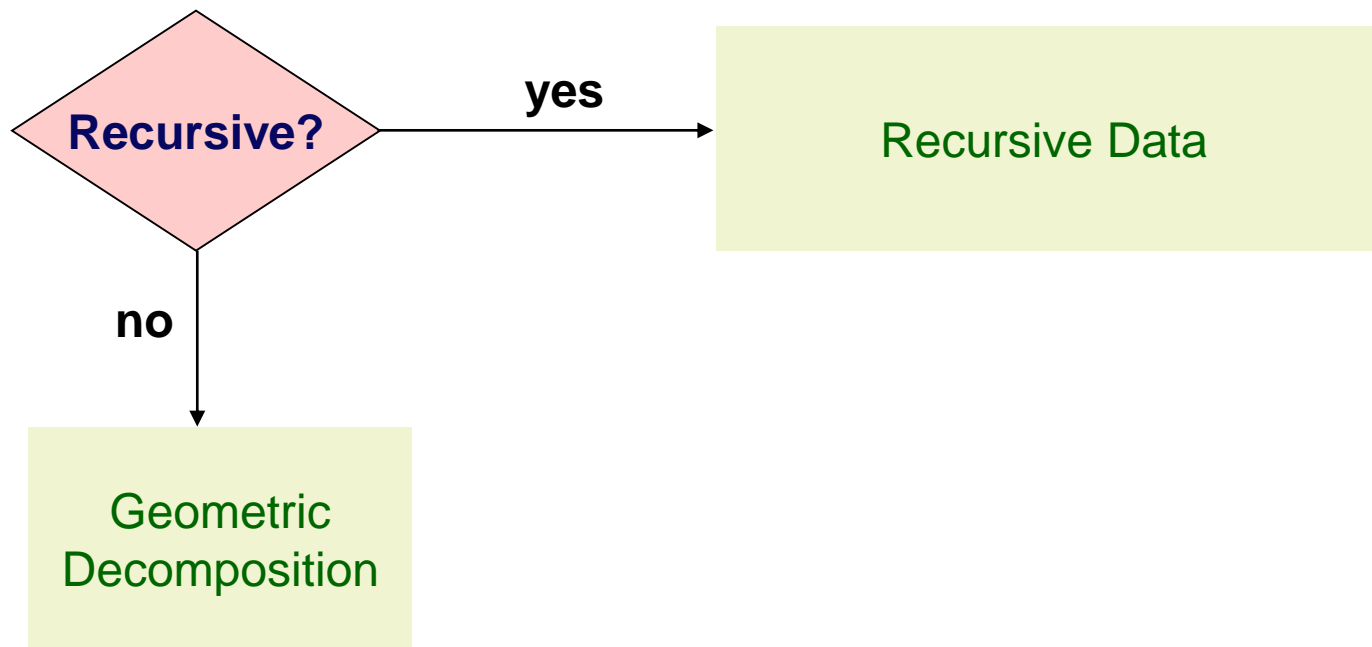 Recursive?
yes
Recursive Data
no
Geometric
Decomposition